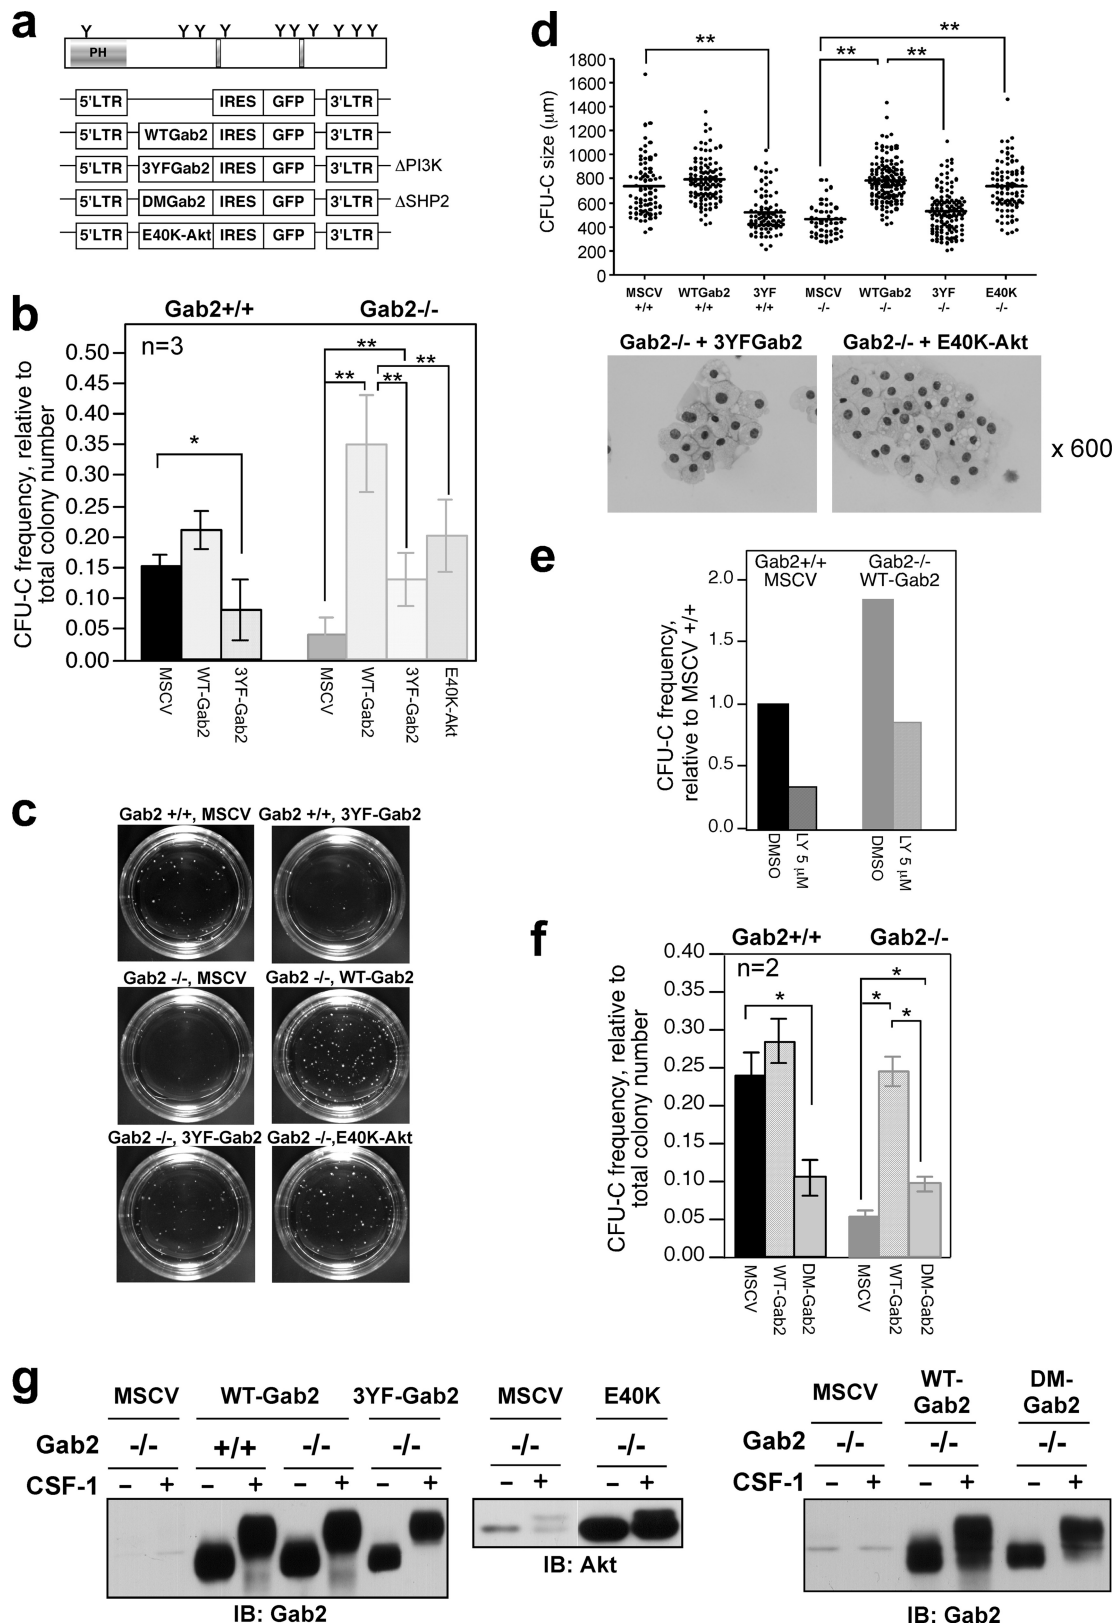 a
Y Y Y Y Y Y Y Y Y Y
PH
5'LTR IRES GFP 3'LTR
5'LTR WTGab2 IRES GFP 3'LTR
5'LTR 3YFGab2 IRES GFP 3'LTR ΔPI3K
5'LTR DMGab2 IRES GFP 3'LTR ΔSHP2
5'LTR E40K-Akt IRES GFP 3'LTR
b
Gab2+/+ Gab2-/-
n=3
CFU-C frequency, relative to
total colony number
0.50
0.45
0.40
0.35
0.30
0.25
0.20
0.15
0.10
0.05
0.00
*
**
** **
** 
MSCV
WT-Gab2
3YF-Gab2
MSCV
WT-Gab2
3YF-Gab2
E40K-Akt
c
Gab2 +/+, MSCV Gab2 +/+, 3YF-Gab2
Gab2 -/-, MSCV Gab2 -/-, WT-Gab2
Gab2 -/-, 3YF-Gab2 Gab2 -/-,E40K-Akt
d
CFU-C size (μm)
1800
1600
1400
1200
1000
800
600
400
200
0
** **
** **
MSCV WTGab2 3YF MSCV WTGab2 3YF E40K
+/+ +/+ +/+ -/- -/- -/- -/-
Gab2-/- + 3YFGab2 Gab2-/- + E40K-Akt
x 600
e
CFU-C frequency,
relative to MSCV +/+
Gab2+/+ Gab2-/-
MSCV WT-Gab2
2.0
1.5
1.0
0.5
0.0
DMSO
LY 5 μM
DMSO
LY 5 μM
f
Gab2+/+ Gab2-/-
n=2
CFU-C frequency, relative to
total colony number
0.40
0.35
0.30
0.25
0.20
0.15
0.10
0.05
0.00
* *
* *
MSCV
WT-Gab2
DM-Gab2
MSCV
WT-Gab2
DM-Gab2
g
MSCV WT-Gab2 3YF-Gab2
Gab2 -/- +/+ -/- -/-
CSF-1 – + – + – + – +
IB: Gab2
MSCV E40K
-/- -/-
– + – +
IB: Akt
MSCV WT- DM-
Gab2 Gab2
Gab2 -/- -/- -/-
CSF-1 – + – + – +
IB: Gab2